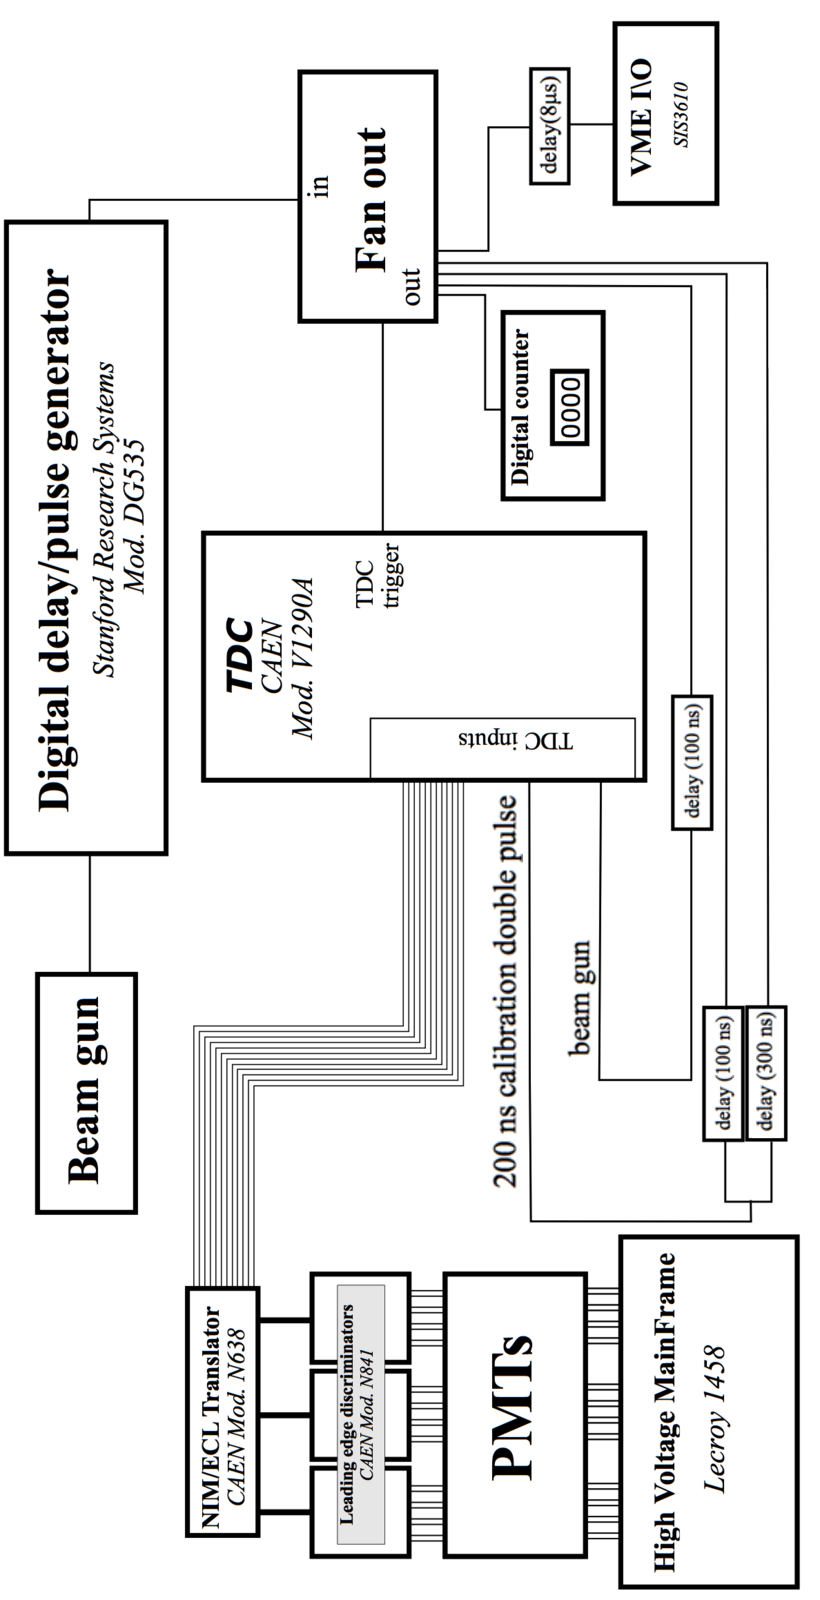 Beam gun
Digital delay/pulse generator
Stanford Research Systems
Mod. DG535
NIM/ECL Translator
CAEN Mod. N638
Leading edge discriminators
CAEN Mod. N841
PMTs
High Voltage MainFrame
Lecroy 1458
TDC
CAEN
Mod. V1290A
TDC
trigger
TDC inputs
200 ns calibration double pulse
beam gun
delay (100 ns)
delay (100 ns)
delay (300 ns)
in
Fan out
out
Digital counter
0000
delay(8μs)
VME I\O
SIS3610